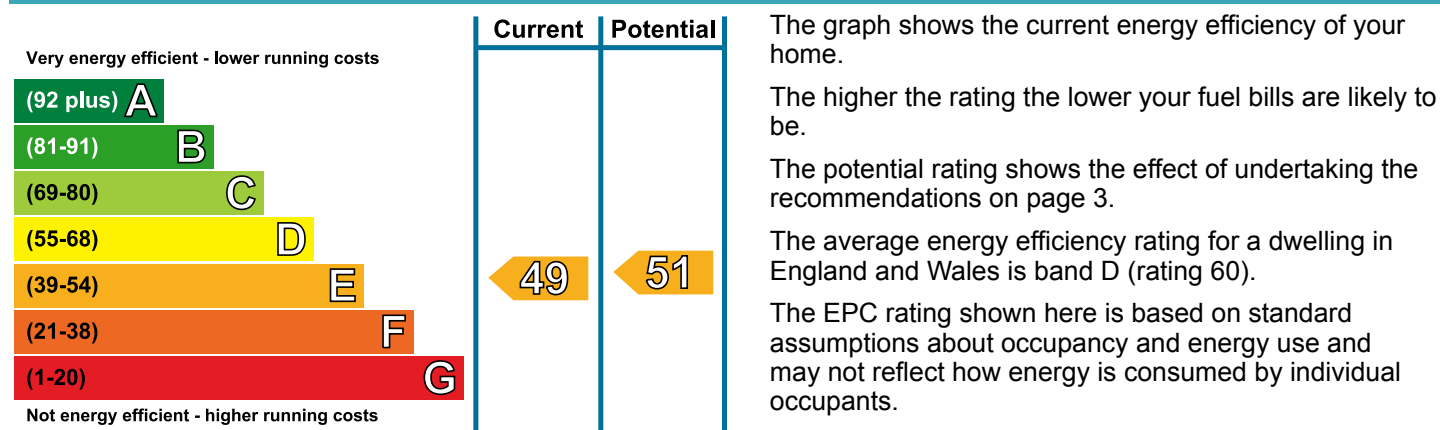 Current Potential
Very energy efficient - lower running costs
(92 plus) A
(81-91) B
(69-80) C
(55-68) D
(39-54) E
(21-38) F
(1-20) G
49 51
Not energy efficient - higher running costs
The graph shows the current energy efficiency of your
home.
The higher the rating the lower your fuel bills are likely to
be.
The potential rating shows the effect of undertaking the
recommendations on page 3.
The average energy efficiency rating for a dwelling in
England and Wales is band D (rating 60).
The EPC rating shown here is based on standard
assumptions about occupancy and energy use and
may not reflect how energy is consumed by individual
occupants.